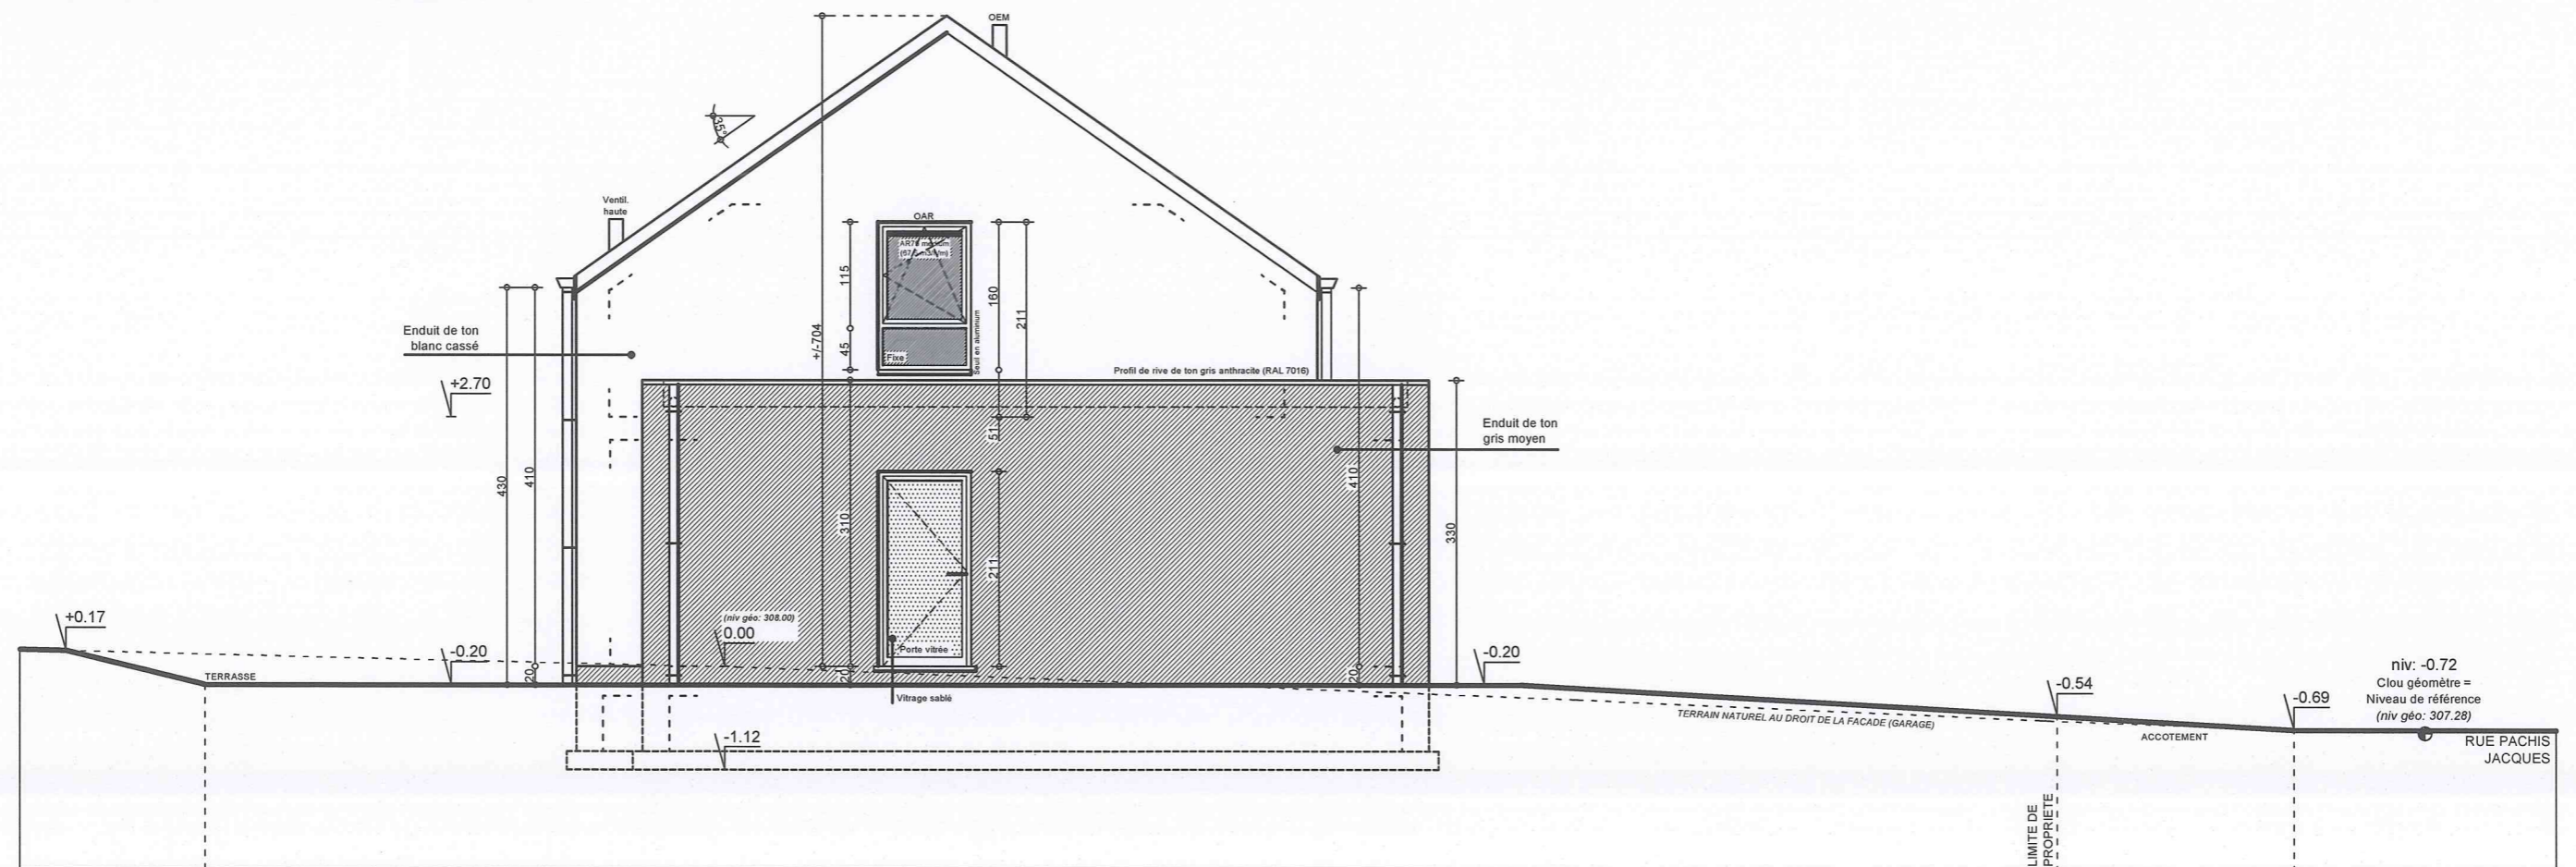 OEM
35°
Ventil.
haute
OAR
115
160
211
+/-704
45
Fixe
Seuil en aluminium
Profil de rive de ton gris anthracite (RAL 7016)
Enduit de ton
blanc cassé
+2.70
51
Enduit de ton
gris moyen
430
410
310
211
410
330
(niv géo: 308.00)
0.00
Porte vitrée
+0.17
-0.20
TERRASSE
20
20
20
-0.20
Vitrage sablé
-1.12
TERRAIN NATUREL AU DROIT DE LA FACADE (GARAGE)
-0.54
-0.69
ACCOTEMENT
niv: -0.72
Clou géomètre =
Niveau de référence
(niv géo: 307.28)
RUE PACHIS
JACQUES
LIMITE DE
PROPRIETE